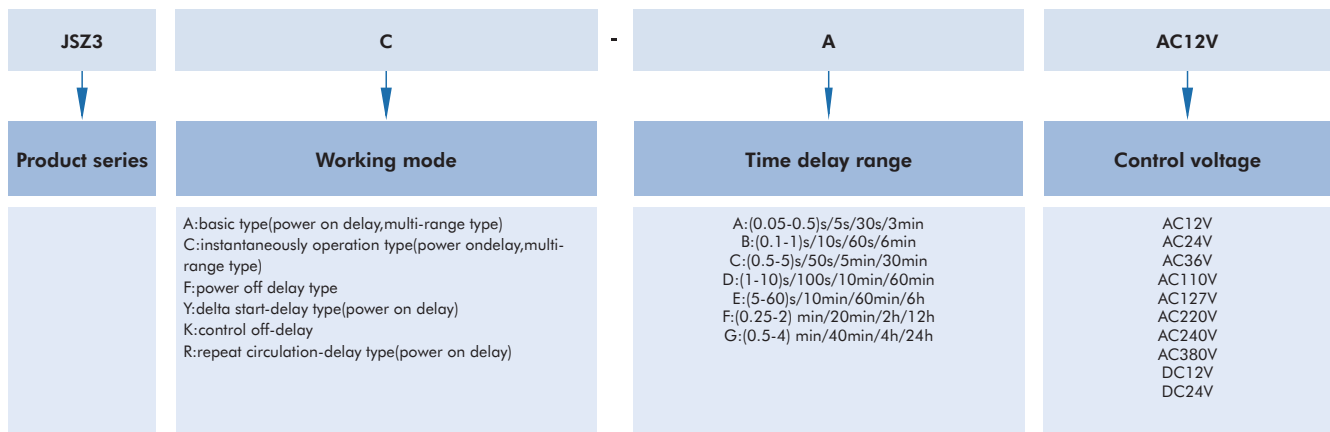 JSZ3 C - A AC12V
Product series Working mode Time delay range Control voltage
A:basic type(power on delay,multi-range type)
C:instantaneously operation type(power ondelay,multi-
range type)
F:power off delay type
Y:delta start-delay type(power on delay)
K:control off-delay
R:repeat circulation-delay type(power on delay)
A:(0.05-0.5)s/5s/30s/3min
B:(0.1-1)s/10s/60s/6min
C:(0.5-5)s/50s/5min/30min
D:(1-10)s/100s/10min/60min
E:(5-60)s/10min/60min/6h
F:(0.25-2) min/20min/2h/12h
G:(0.5-4) min/40min/4h/24h
AC12V
AC24V
AC36V
AC110V
AC127V
AC220V
AC240V
AC380V
DC12V
DC24V